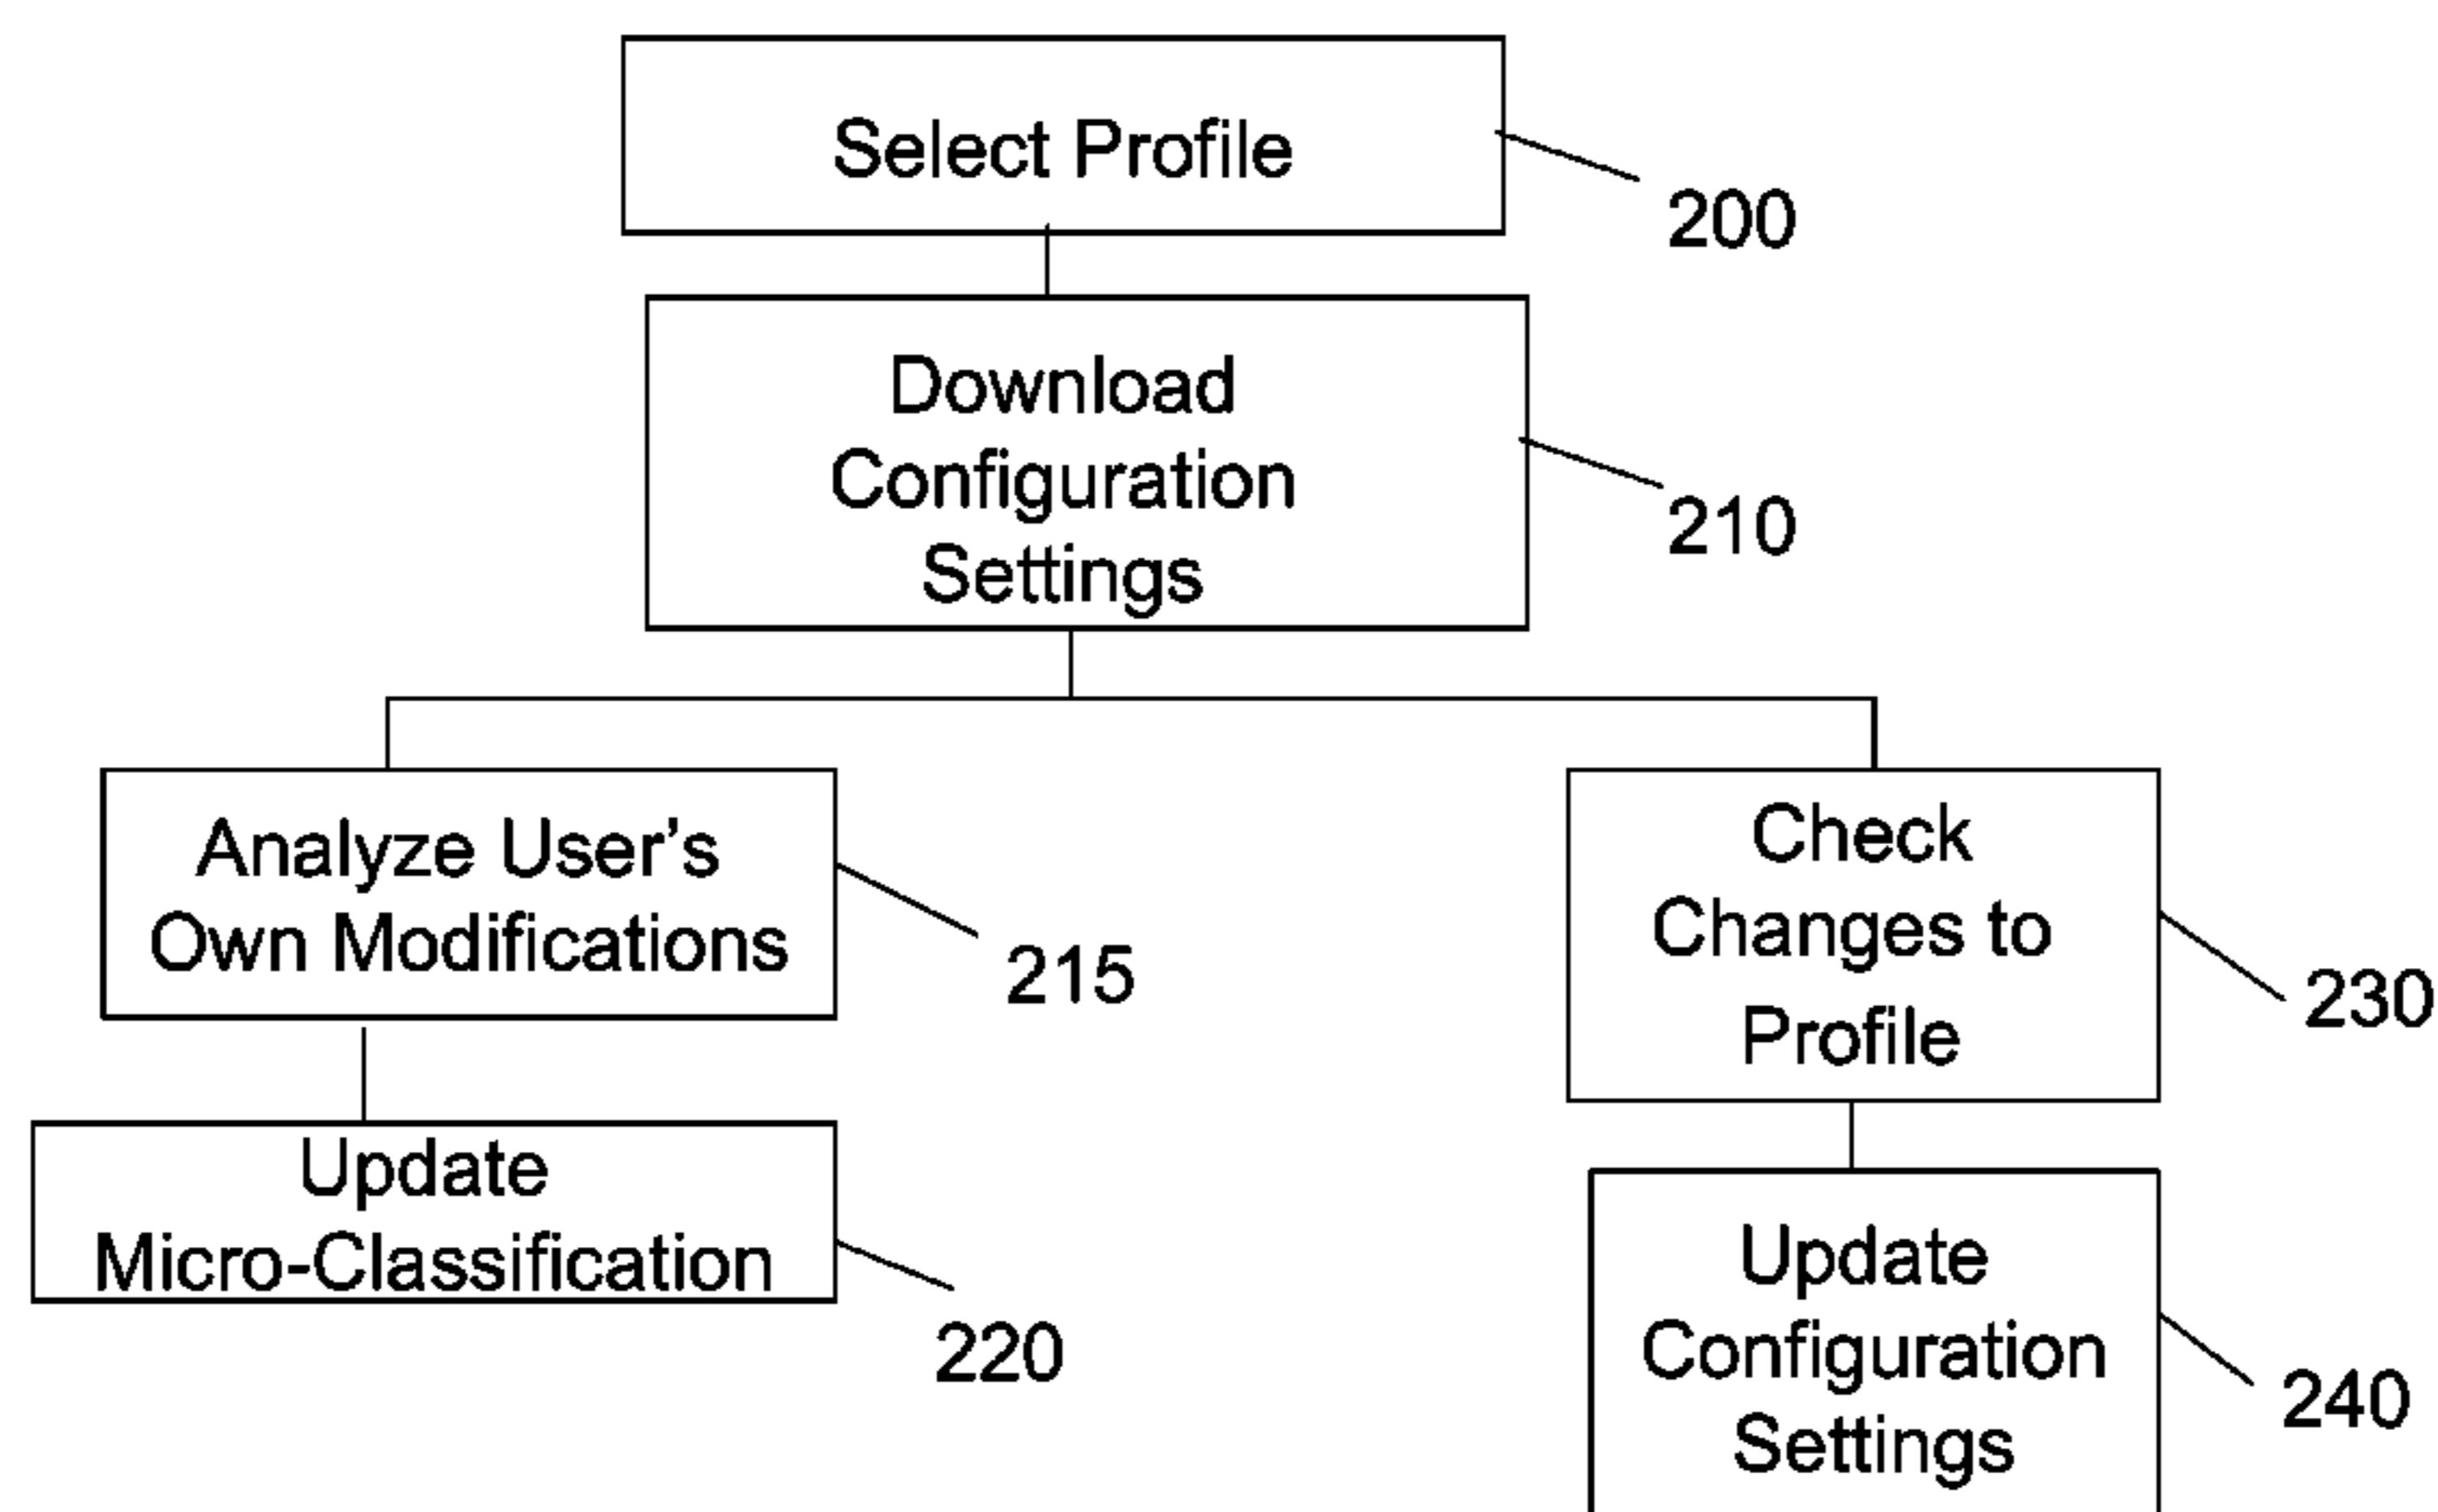 Select Profile
200
Download
Configuration
Settings
210
Analyze User’s
Own Modifications
215
Update
Micro-Classification
220
Check
Changes to
Profile
230
Update
Configuration
Settings
240